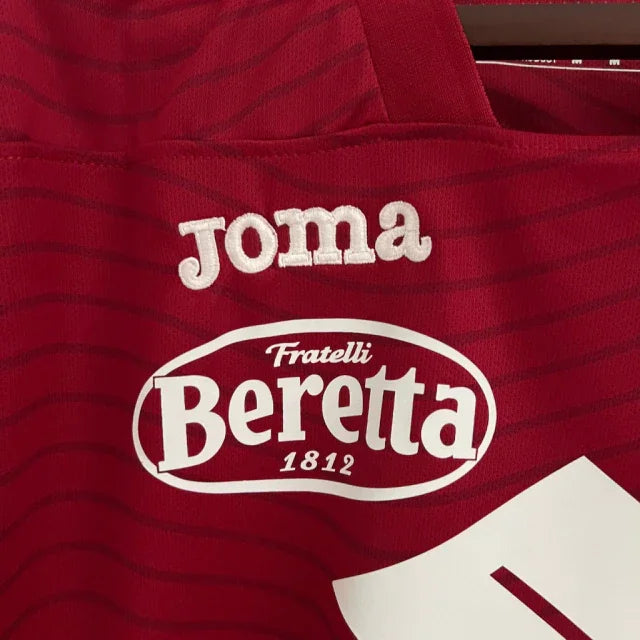 Joma
Fratelli
Beretta
1812